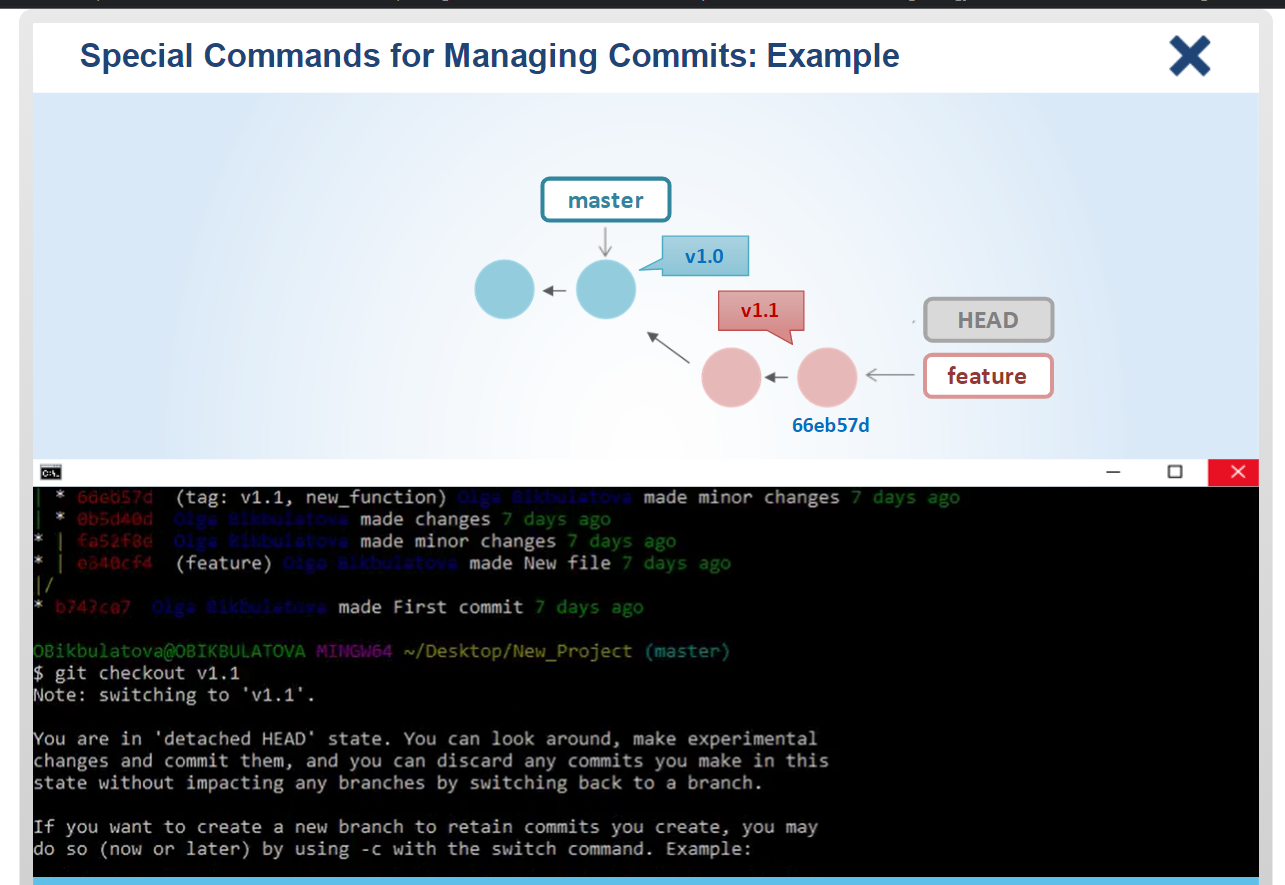 Special Commands for Managing Commits: Example
master
v1.0
v1.1
HEAD
feature
66eb57d
C:\.
| * 66eb57d (tag: v1.1, new_function) Olga Bikbulatova made minor changes 7 days ago
| * 0b5d40d Olga Bikbulatova made changes 7 days ago
* | fa52f8e Olga Bikbulatova made minor changes 7 days ago
* | e340cf4 (feature) Olga Bikbulatova made New file 7 days ago
|/
* b747ce7 Olga Bikbulatova made First commit 7 days ago
OBikbulatova@OBIKBULATOVA MINGW64 ~/Desktop/New_Project (master)
$ git checkout v1.1
Note: switching to 'v1.1'.
You are in 'detached HEAD' state. You can look around, make experimental
changes and commit them, and you can discard any commits you make in this
state without impacting any branches by switching back to a branch.
If you want to create a new branch to retain commits you create, you may
do so (now or later) by using -c with the switch command. Example: